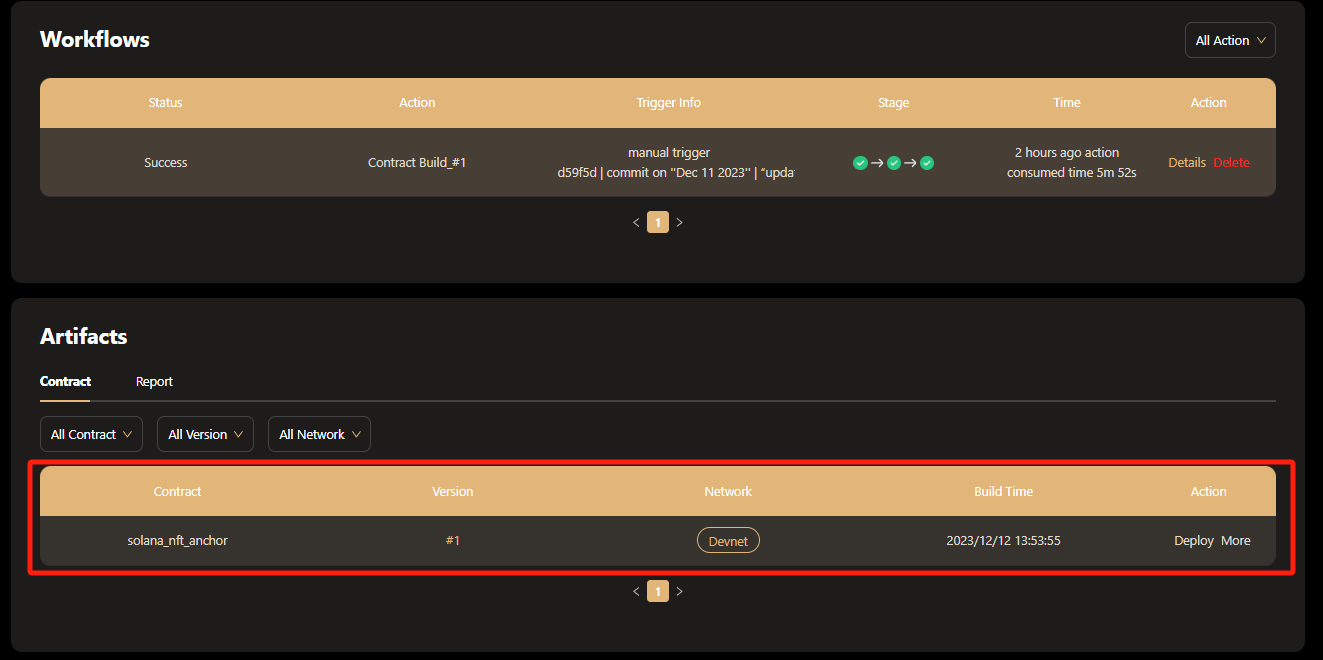 Workflows
All Action
Status Action Trigger Info Stage Time Action
Success Contract Build_#1 manual trigger 2 hours ago action Details Delete
d59f5d | commit on "Dec 11 2023" | "upda consumed time 5m 52s
< 1 >
Artifacts
Contract Report
All Contract All Version All Network
Contract Version Network Build Time Action
solana_nft_anchor #1 Devnet 2023/12/12 13:53:55 Deploy More
< 1 >